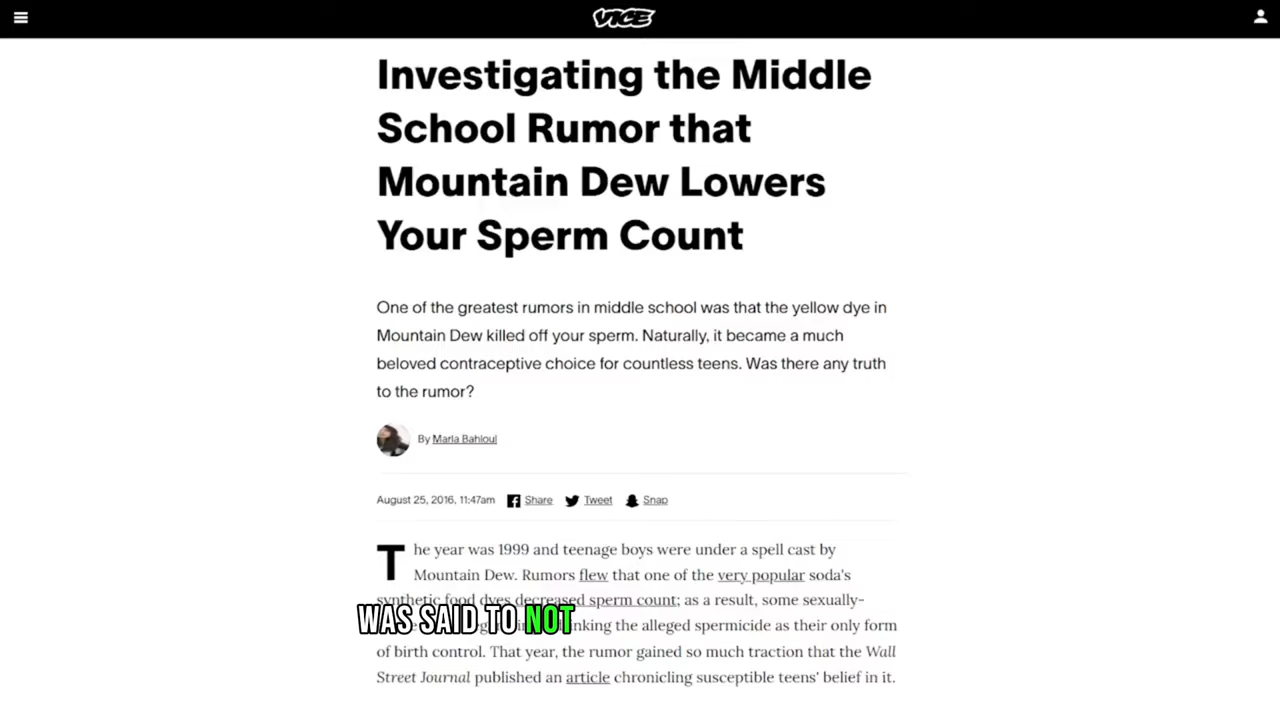 VICE
Investigating the Middle
School Rumor that
Mountain Dew Lowers
Your Sperm Count
One of the greatest rumors in middle school was that the yellow dye in
Mountain Dew killed off your sperm. Naturally, it became a much
beloved contraceptive choice for countless teens. Was there any truth
to the rumor?
By Marla Bahloul
August 25, 2016, 11:47am Share Tweet Snap
The year was 1999 and teenage boys were under a spell cast by
Mountain Dew. Rumors flew that one of the very popular soda's
synthetic food dyes decreased sperm count; as a result, some sexually-
WAS SAID TO NOT
the alleged spermicide as their only form
of birth control. That year, the rumor gained so much traction that the Wall
Street Journal published an article chronicling susceptible teens' belief in it.